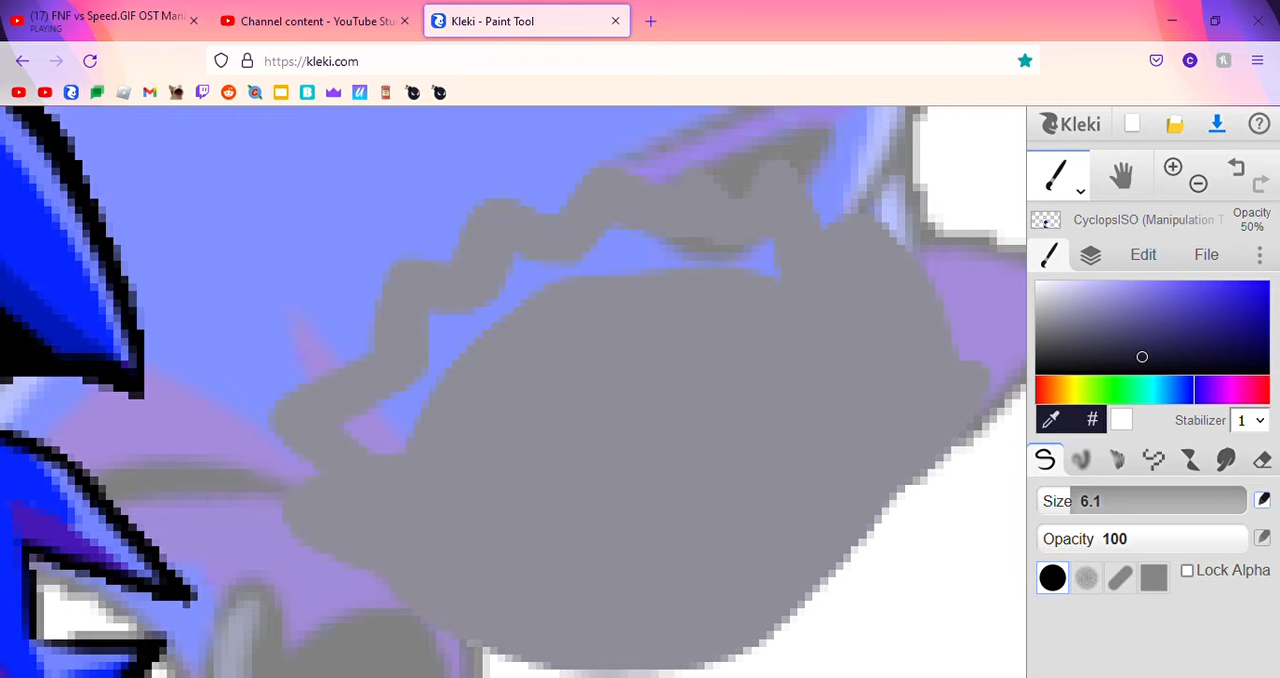 (17) FNF vs Speed.GIF OST Mani
PLAYING
Channel content - YouTube Stu
Kleki - Paint Tool
https://kleki.com
Kleki
CyclopsISO (Manipulation T
Opacity
50%
Edit
File
#
Stabilizer 1
Size 6.1
Opacity 100
Lock Alpha